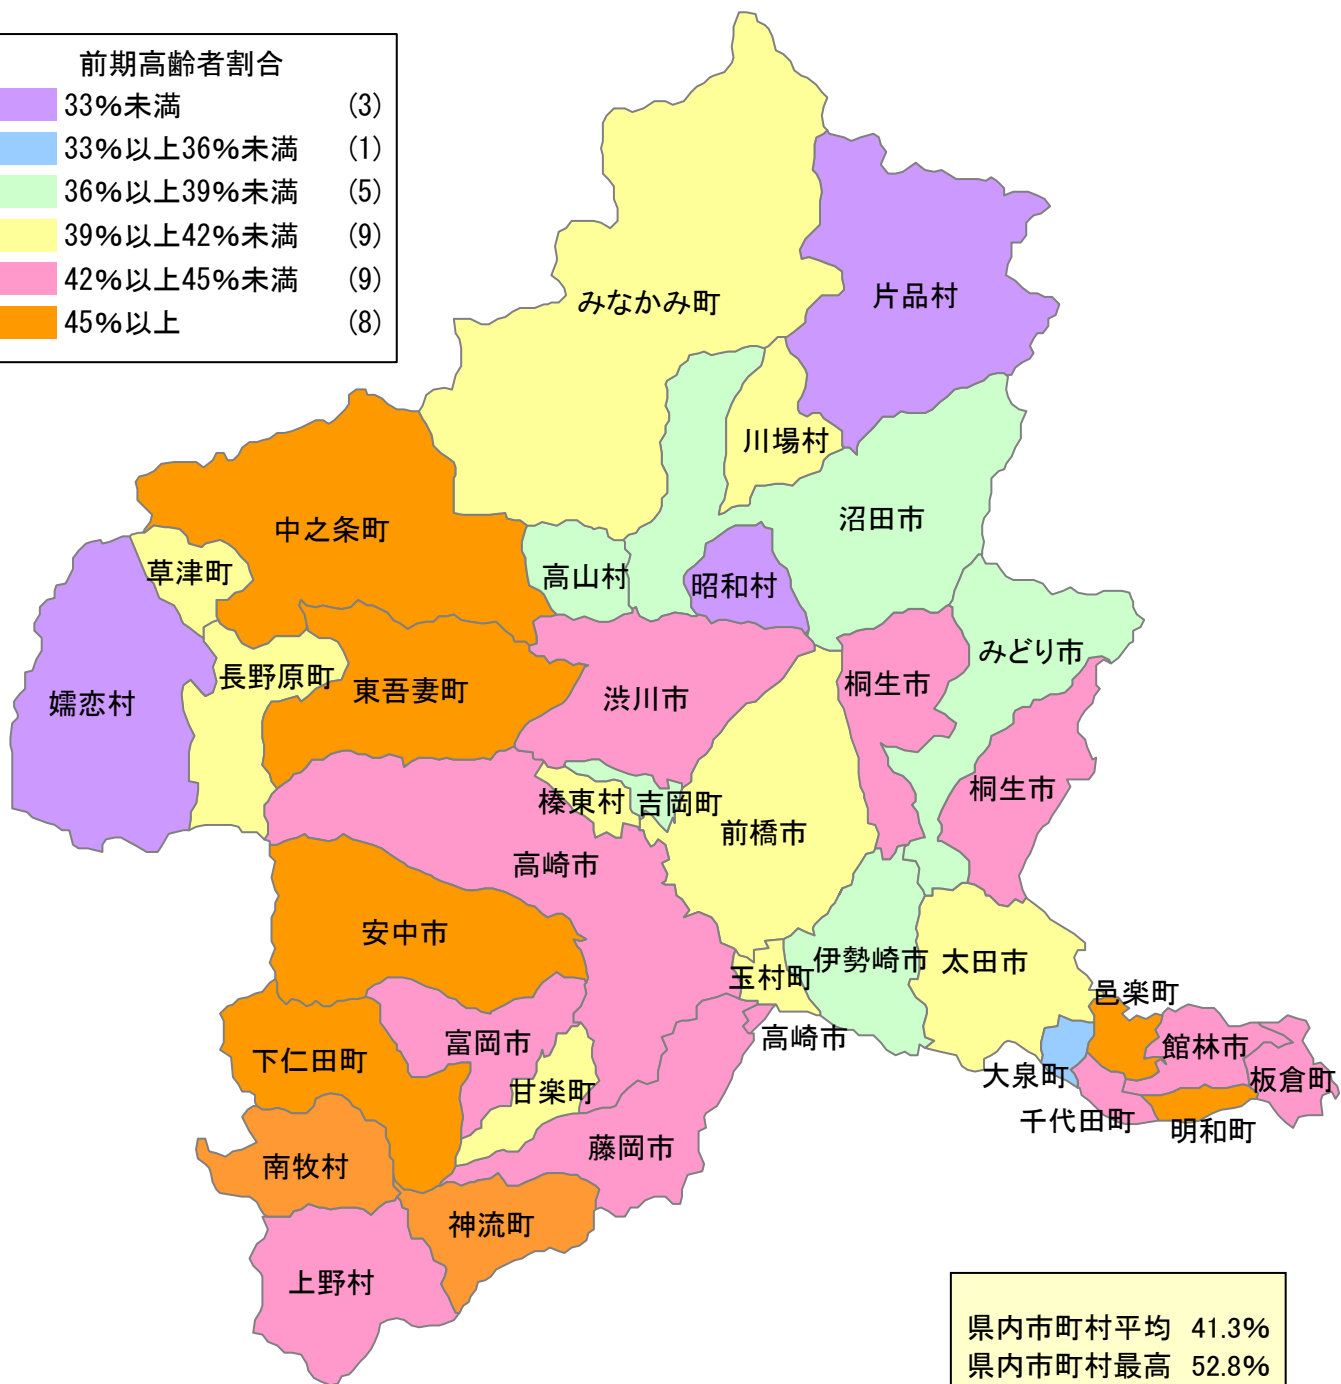 前期高齢者割合
33%未満 (3)
33%以上36%未満 (1)
36%以上39%未満 (5)
39%以上42%未満 (9)
42%以上45%未満 (9)
45%以上 (8)
みなかみ町
片品村
川場村
沼田市
中之条町
草津町
高山村
昭和村
みどり市
長野原町
東吾妻町
嬬恋村
渋川市
桐生市
桐生市
榛東村
吉岡町
前橋市
高崎市
安中市
玉村町
伊勢崎市
太田市
邑楽町
高崎市
富岡市
館林市
下仁田町
大泉町
板倉町
甘楽町
千代田町
明和町
藤岡市
南牧村
神流町
上野村
県内市町村平均 41.3%
県内市町村最高 52.8%